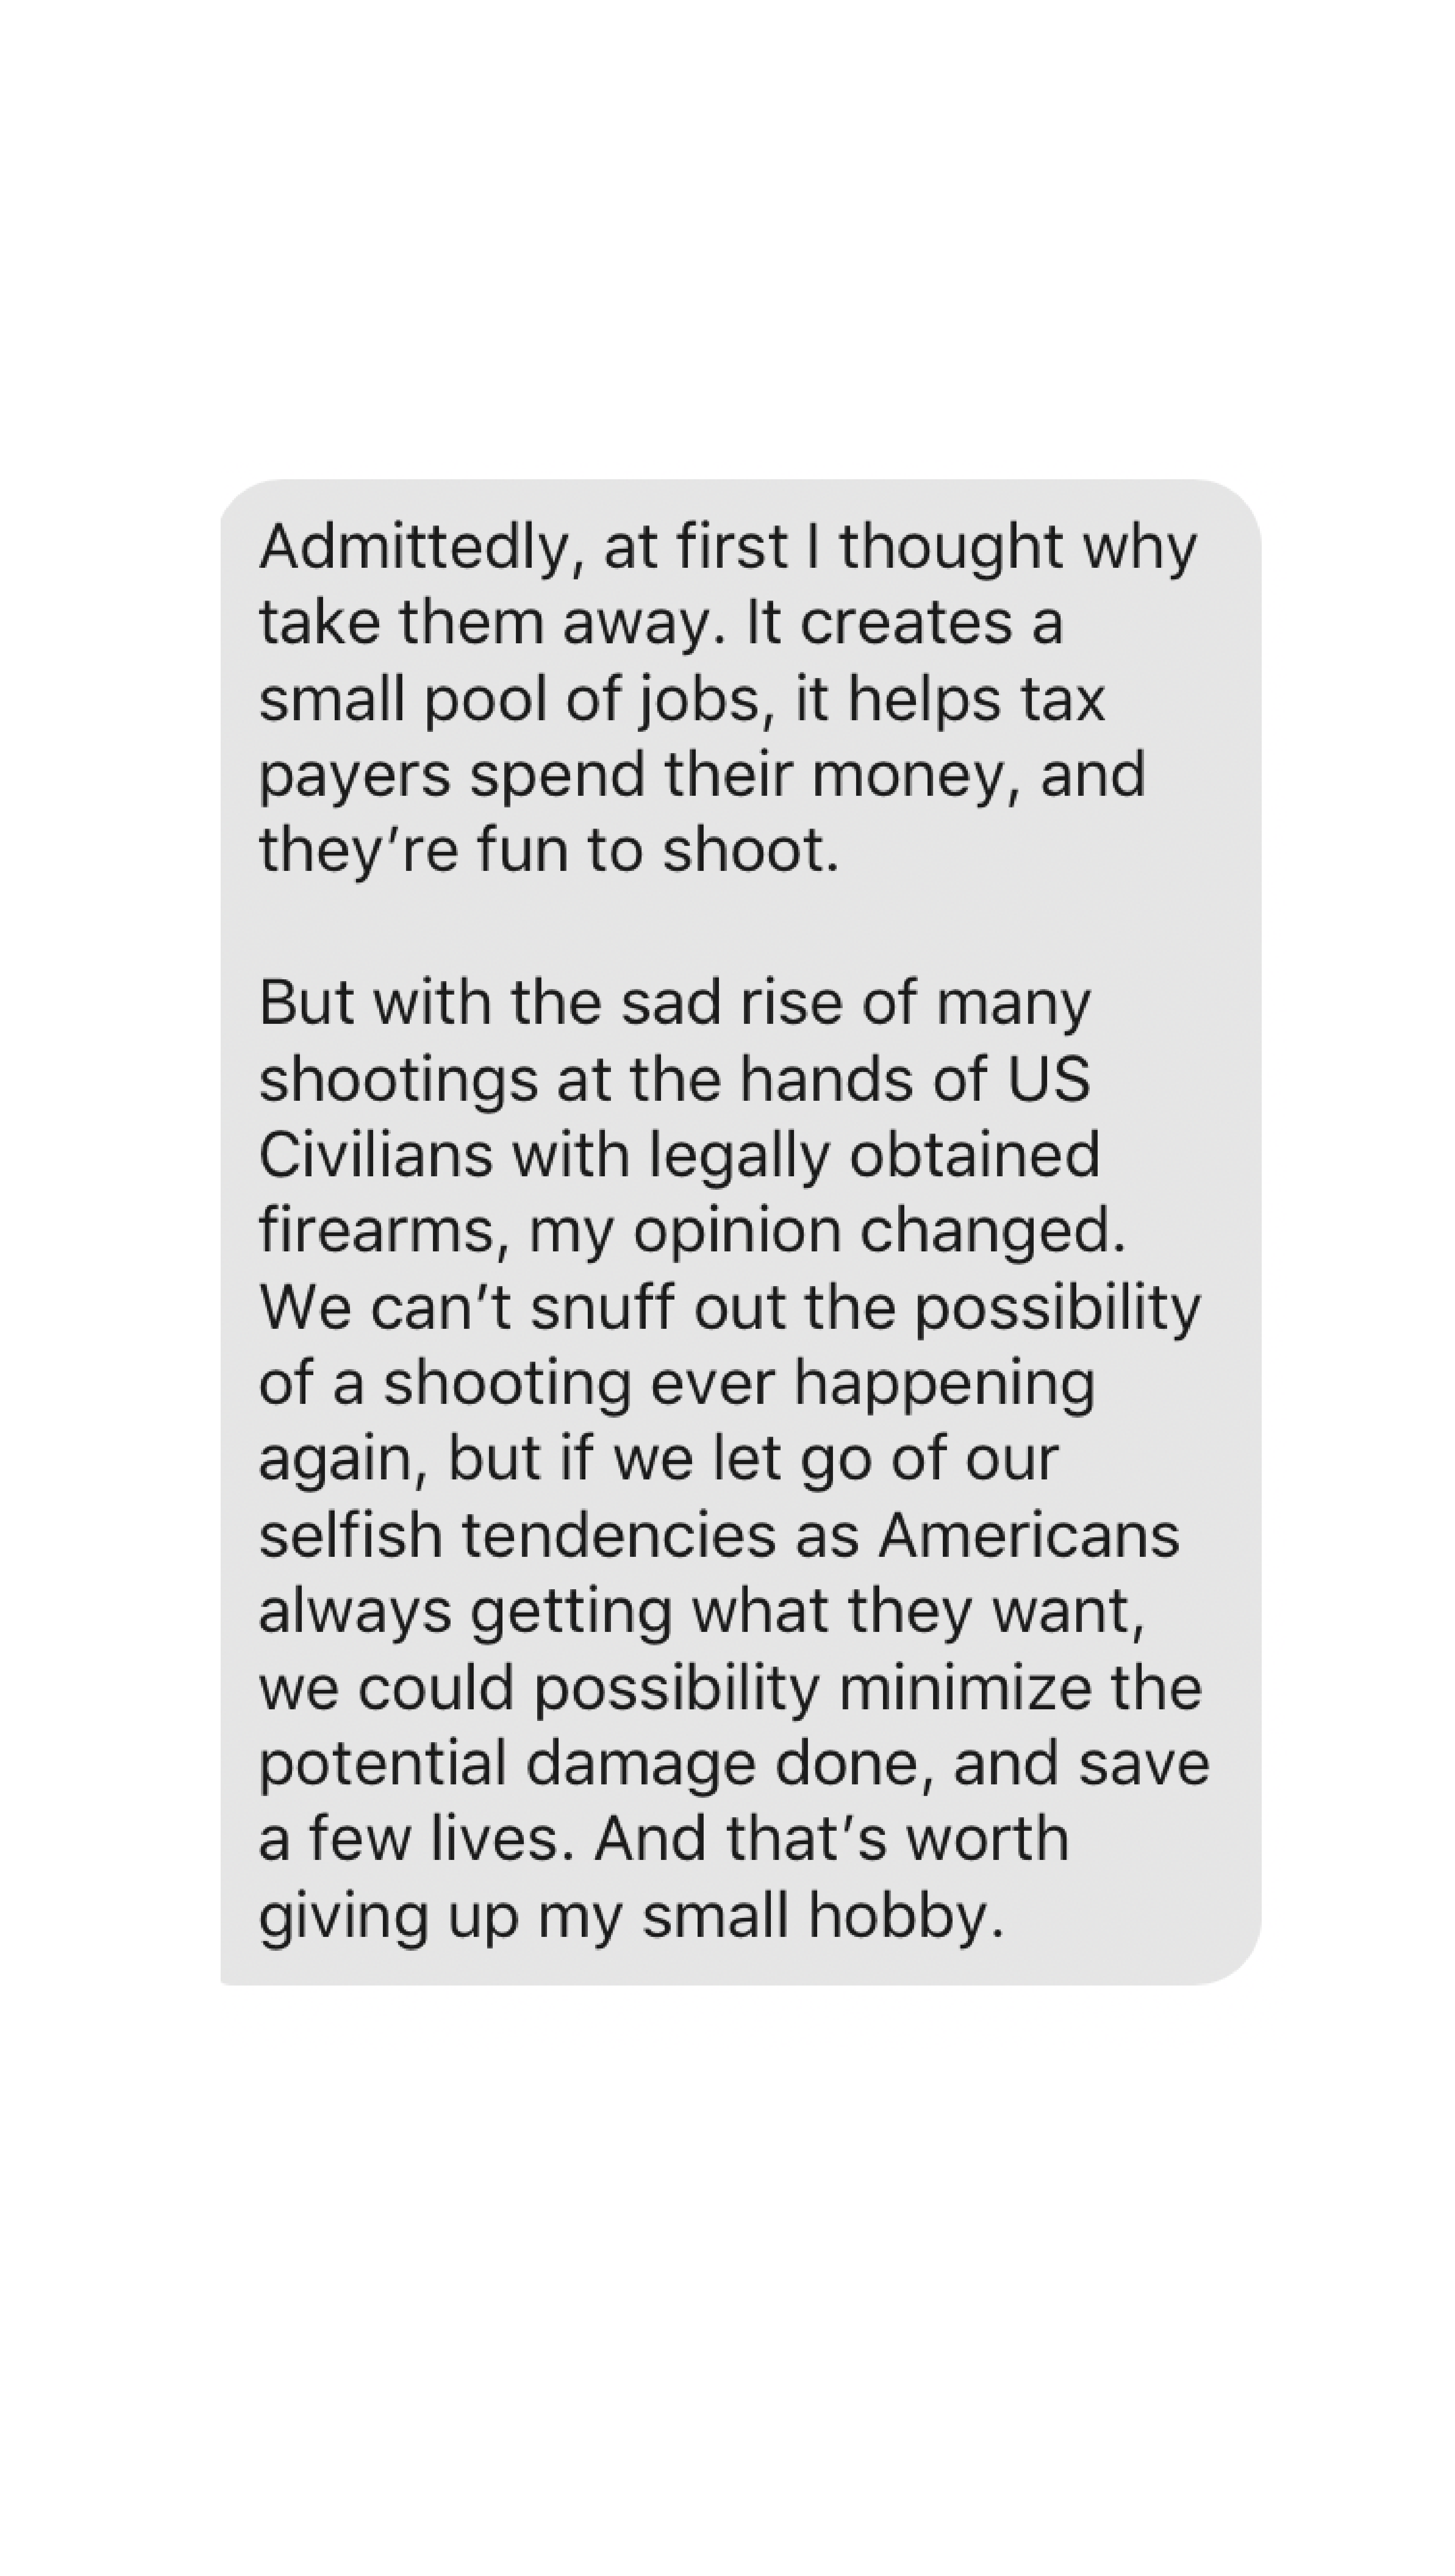 Admittedly, at first I thought why
take them away. It creates a
small pool of jobs, it helps tax
payers spend their money, and
they’re fun to shoot.

But with the sad rise of many
shootings at the hands of US
Civilians with legally obtained
firearms, my opinion changed.
We can’t snuff out the possibility
of a shooting ever happening
again, but if we let go of our
selfish tendencies as Americans
always getting what they want,
we could possibility minimize the
potential damage done, and save
a few lives. And that’s worth
giving up my small hobby.